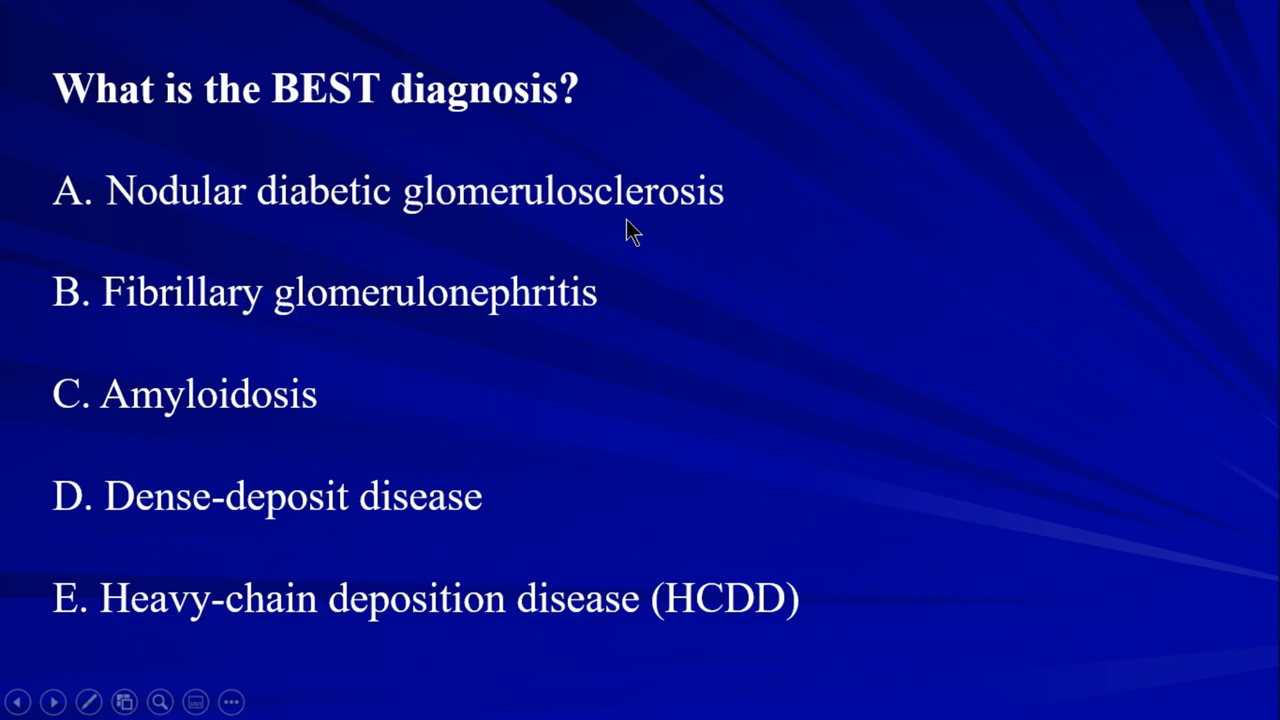 What is the BEST diagnosis?
A. Nodular diabetic glomerulosclerosis
B. Fibrillary glomerulonephritis
C. Amyloidosis
D. Dense-deposit disease
E. Heavy-chain deposition disease (HCDD)